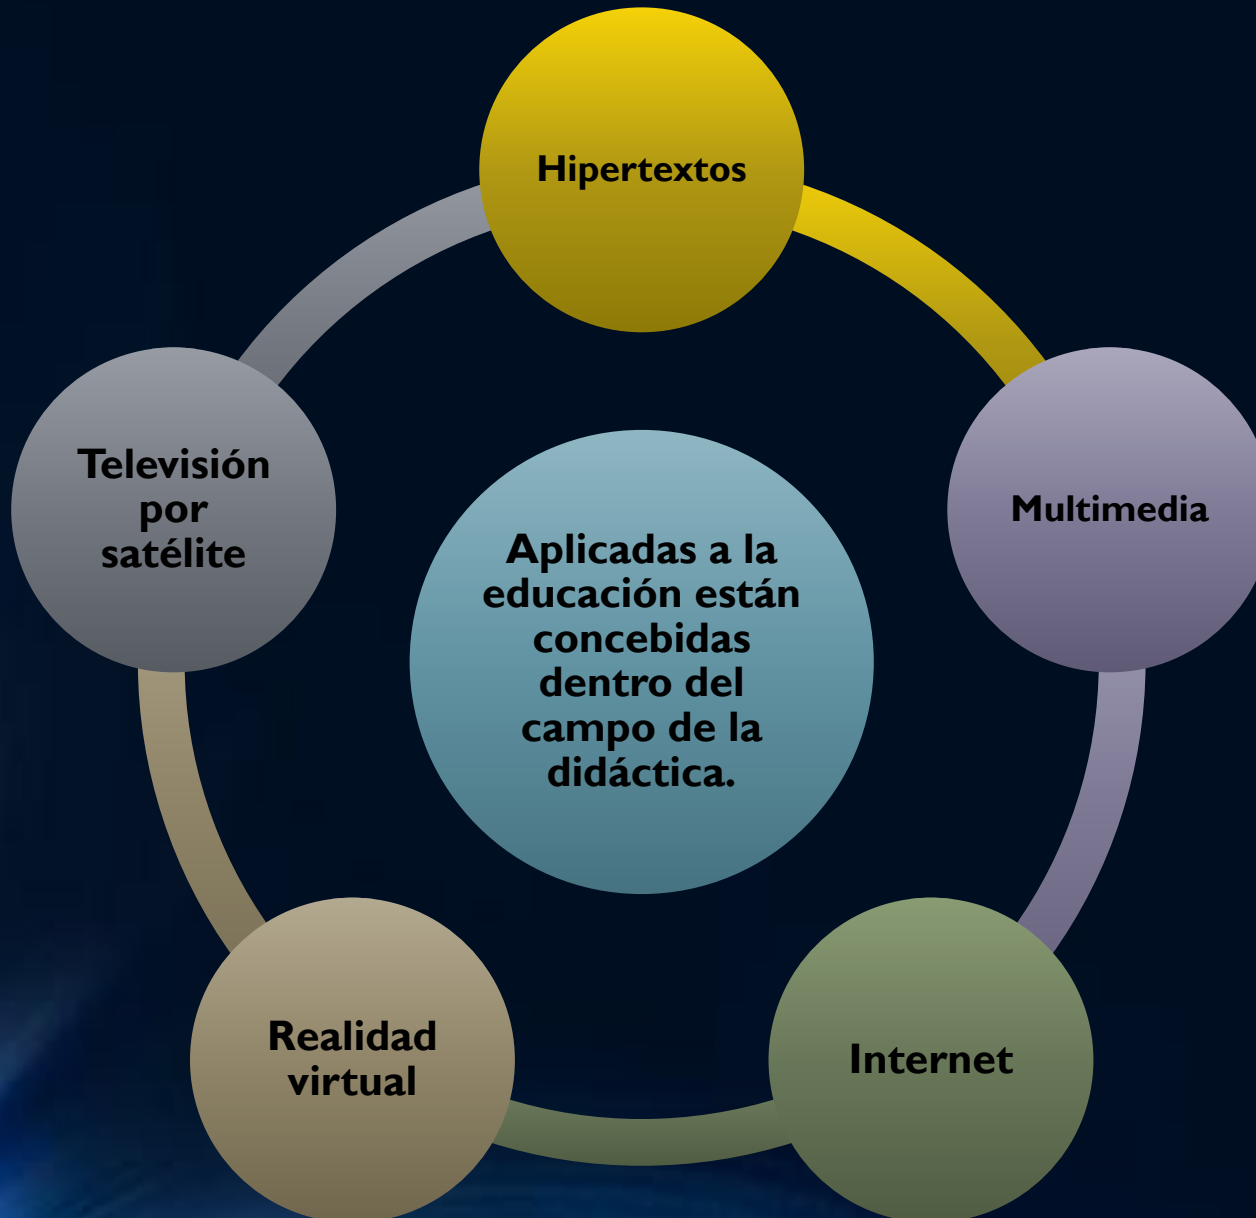 Hipertextos
Multimedia
Internet
Realidad
virtual
Televisión
por
satélite
Aplicadas a la
educación están
concebidas
dentro del
campo de la
didáctica.